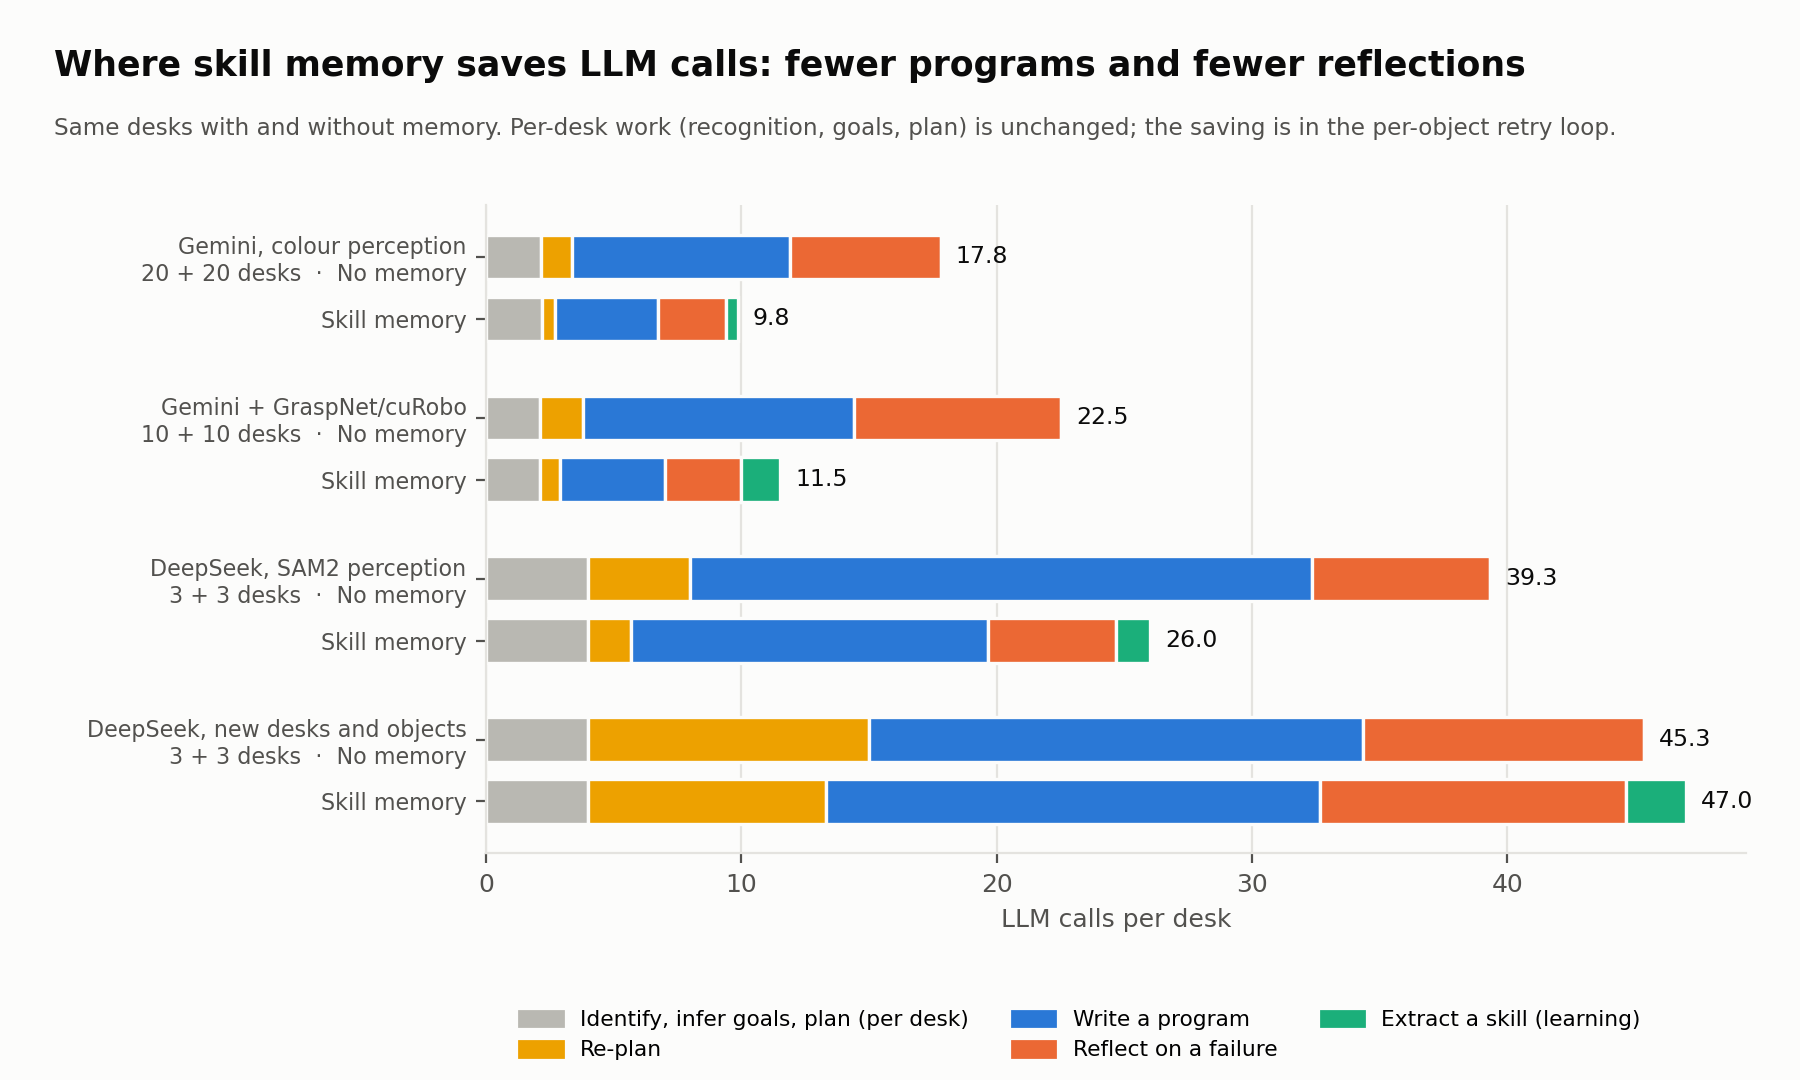 Where skill memory saves LLM calls: fewer programs and fewer reflections
Same desks with and without memory. Per-desk work (recognition, goals, plan) is unchanged; the saving is in the per-object retry loop.
Gemini, colour perception
20 + 20 desks · No memory
17.8
Skill memory
9.8
Gemini + GraspNet/cuRobo
10 + 10 desks · No memory
22.5
Skill memory
11.5
DeepSeek, SAM2 perception
3 + 3 desks · No memory
39.3
Skill memory
26.0
DeepSeek, new desks and objects
3 + 3 desks · No memory
45.3
Skill memory
47.0
0 10 20 30 40
LLM calls per desk
Identify, infer goals, plan (per desk)
Re-plan
Write a program
Reflect on a failure
Extract a skill (learning)